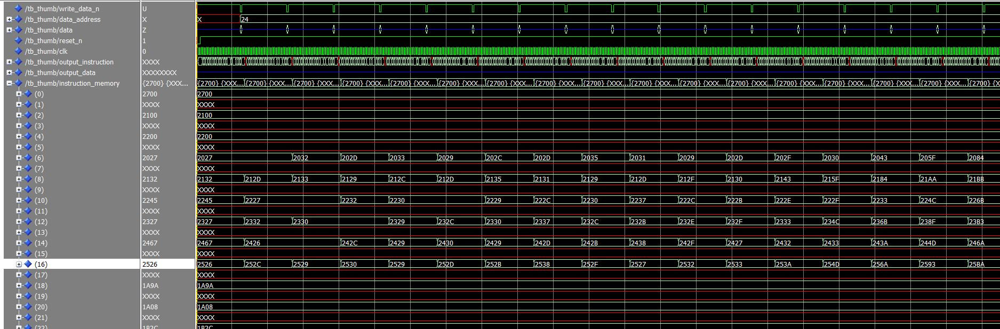 /tb_thumb/write_data_n U
/tb_thumb/data_address X X 24
/tb_thumb/data Z
/tb_thumb/reset_n 1
/tb_thumb/clk 0
/tb_thumb/output_instruction XXXX
/tb_thumb/output_data XXXXXXXX
/tb_thumb/instruction_memory {2700} {XXX... {2700} {XXX... {2700} {XXX... {2700} {XXX... {2700} {XXX... {2700} {XXX... {2700} {XXX... {2700} {XXX... {2700} {XXX... {2700} {XXX... {2700} {XXX... {2700} {XXX... {2700} {XXX... {2700} {XXX... {2700} {XXX... {2700} {XXX... {2700} {X
(0) 2700 2700
(1) XXXX XXXX
(2) 2100 2100
(3) XXXX XXXX
(4) 2200 2200
(5) XXXX XXXX
(6) 2027 2027 2032 202D 2033 2029 202C 202D 2035 2031 2029 202D 202F 2030 2043 205F 2084
(7) XXXX XXXX
(8) 2132 2132 212D 2133 2129 212C 212D 2135 2131 2129 212D 212F 2130 2143 215F 2184 21AA 21BB
(9) XXXX XXXX
(10) 2245 2245 2227 2232 2230 2229 222C 2230 2237 222C 222B 222E 222F 2233 224C 226B
(11) XXXX XXXX
(12) 2327 2327 2332 2330 2329 232C 2330 2337 232C 232B 232E 232F 2333 234C 236B 238F 23B3
(13) XXXX XXXX
(14) 2467 2467 2426 242C 2429 2430 2429 242D 242B 2438 242F 2427 2432 2433 243A 244D 246A
(15) XXXX XXXX
(16) 2526 2526 252C 2529 2530 2529 252D 252B 2538 252F 2527 2532 2533 253A 254D 256A 2593 25BA
(17) XXXX XXXX
(18) 1A9A 1A9A
(19) XXXX XXXX
(20) 1A08 1A08
(21) XXXX XXXX
(22) 1B2C 1B2C